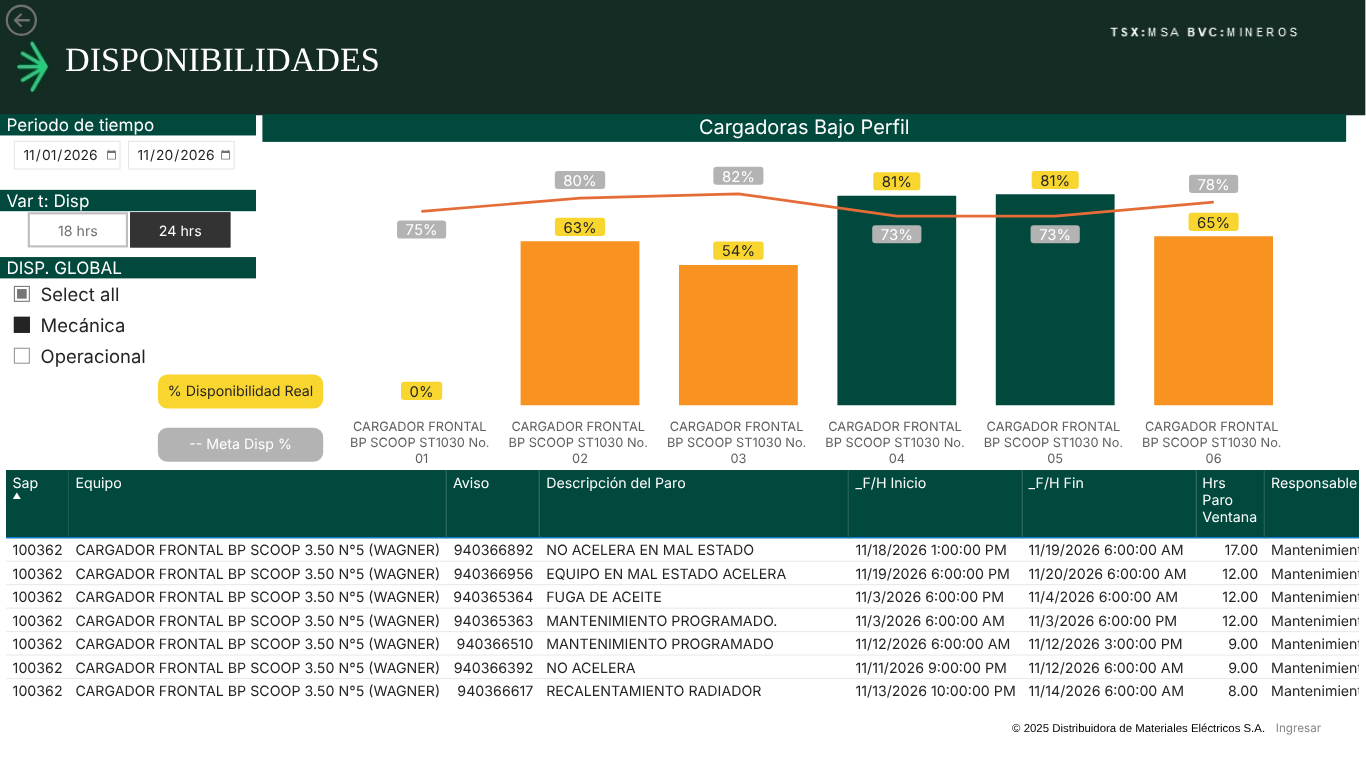 TSX:MSA BVC:MINEROS
DISPONIBILIDADES
Periodo de tiempo
11/01/2026 11/20/2026
Var t: Disp
18 hrs 24 hrs
DISP. GLOBAL
Select all
Mecánica
Operacional
Cargadoras Bajo Perfil
75% 80% 82% 73% 73% 78%
0% 63% 54% 81% 81% 65%
% Disponibilidad Real
-- Meta Disp %
CARGADOR FRONTAL
BP SCOOP ST1030 No.
01
CARGADOR FRONTAL
BP SCOOP ST1030 No.
02
CARGADOR FRONTAL
BP SCOOP ST1030 No.
03
CARGADOR FRONTAL
BP SCOOP ST1030 No.
04
CARGADOR FRONTAL
BP SCOOP ST1030 No.
05
CARGADOR FRONTAL
BP SCOOP ST1030 No.
06
Sap Equipo Aviso Descripción del Paro _F/H Inicio _F/H Fin Hrs Paro Ventana Responsable
100362 CARGADOR FRONTAL BP SCOOP 3.50 N°5 (WAGNER) 940366892 NO ACELERA EN MAL ESTADO 11/18/2026 1:00:00 PM 11/19/2026 6:00:00 AM 17.00 Mantenimient
100362 CARGADOR FRONTAL BP SCOOP 3.50 N°5 (WAGNER) 940366956 EQUIPO EN MAL ESTADO ACELERA 11/19/2026 6:00:00 PM 11/20/2026 6:00:00 AM 12.00 Mantenimient
100362 CARGADOR FRONTAL BP SCOOP 3.50 N°5 (WAGNER) 940365364 FUGA DE ACEITE 11/3/2026 6:00:00 PM 11/4/2026 6:00:00 AM 12.00 Mantenimient
100362 CARGADOR FRONTAL BP SCOOP 3.50 N°5 (WAGNER) 940365363 MANTENIMIENTO PROGRAMADO. 11/3/2026 6:00:00 AM 11/3/2026 6:00:00 PM 12.00 Mantenimient
100362 CARGADOR FRONTAL BP SCOOP 3.50 N°5 (WAGNER) 940366510 MANTENIMIENTO PROGRAMADO 11/12/2026 6:00:00 AM 11/12/2026 3:00:00 PM 9.00 Mantenimient
100362 CARGADOR FRONTAL BP SCOOP 3.50 N°5 (WAGNER) 940366392 NO ACELERA 11/11/2026 9:00:00 PM 11/12/2026 6:00:00 AM 9.00 Mantenimient
100362 CARGADOR FRONTAL BP SCOOP 3.50 N°5 (WAGNER) 940366617 RECALENTAMIENTO RADIADOR 11/13/2026 10:00:00 PM 11/14/2026 6:00:00 AM 8.00 Mantenimient
© 2025 Distribuidora de Materiales Eléctricos S.A. Ingresar